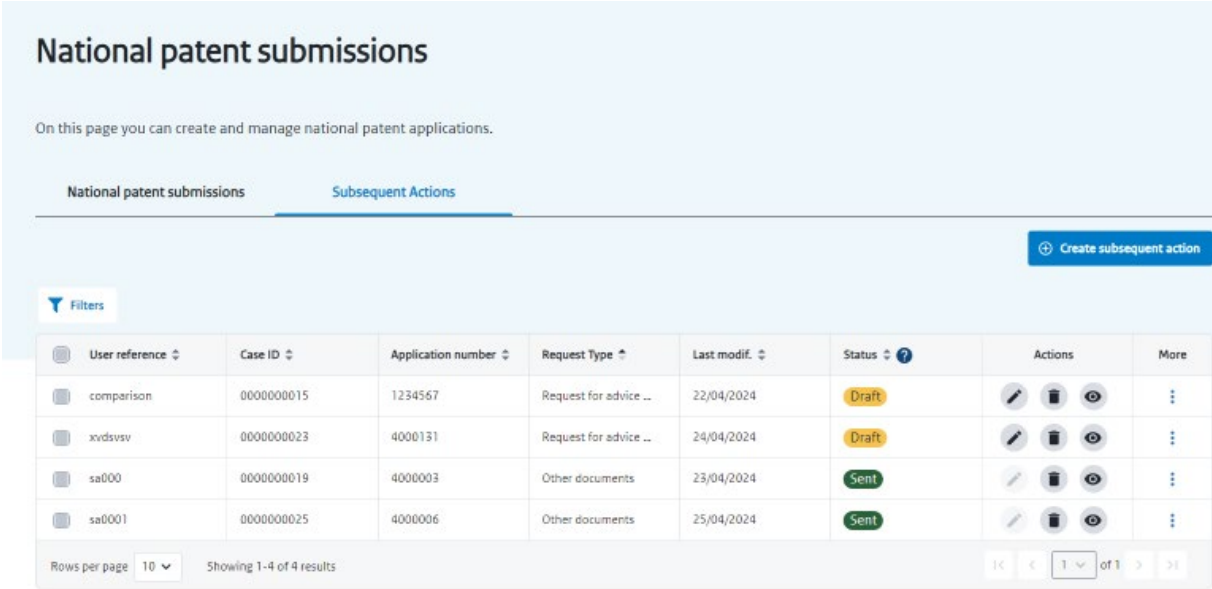 National patent submissions
On this page you can create and manage national patent applications.
National patent submissions Subsequent Actions
Create subsequent action
Filters
User reference Case ID Application number Request Type Last modif. Status ? Actions More
comparison 0000000015 1234567 Request for advice ... 22/04/2024 Draft
xvdsvsv 0000000023 4000131 Request for advice ... 24/04/2024 Draft
sa000 0000000019 4000003 Other documents 23/04/2024 Sent
sa0001 0000000025 4000006 Other documents 25/04/2024 Sent
Rows per page 10 Showing 1-4 of 4 results 1 of 1